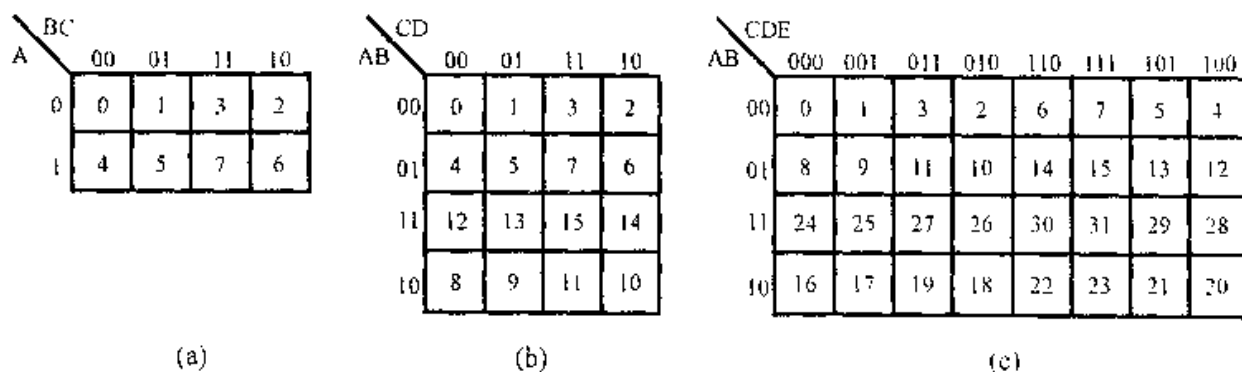 BC
A 00 01 11 10
0 0 1 3 2
1 4 5 7 6
(a)
CD
AB 00 01 11 10
00 0 1 3 2
01 4 5 7 6
11 12 13 15 14
10 8 9 11 10
(b)
CDE
AB 000 001 011 010 110 111 101 100
00 0 1 3 2 6 7 5 4
01 8 9 11 10 14 15 13 12
11 24 25 27 26 30 31 29 28
10 16 17 19 18 22 23 21 20
(c)